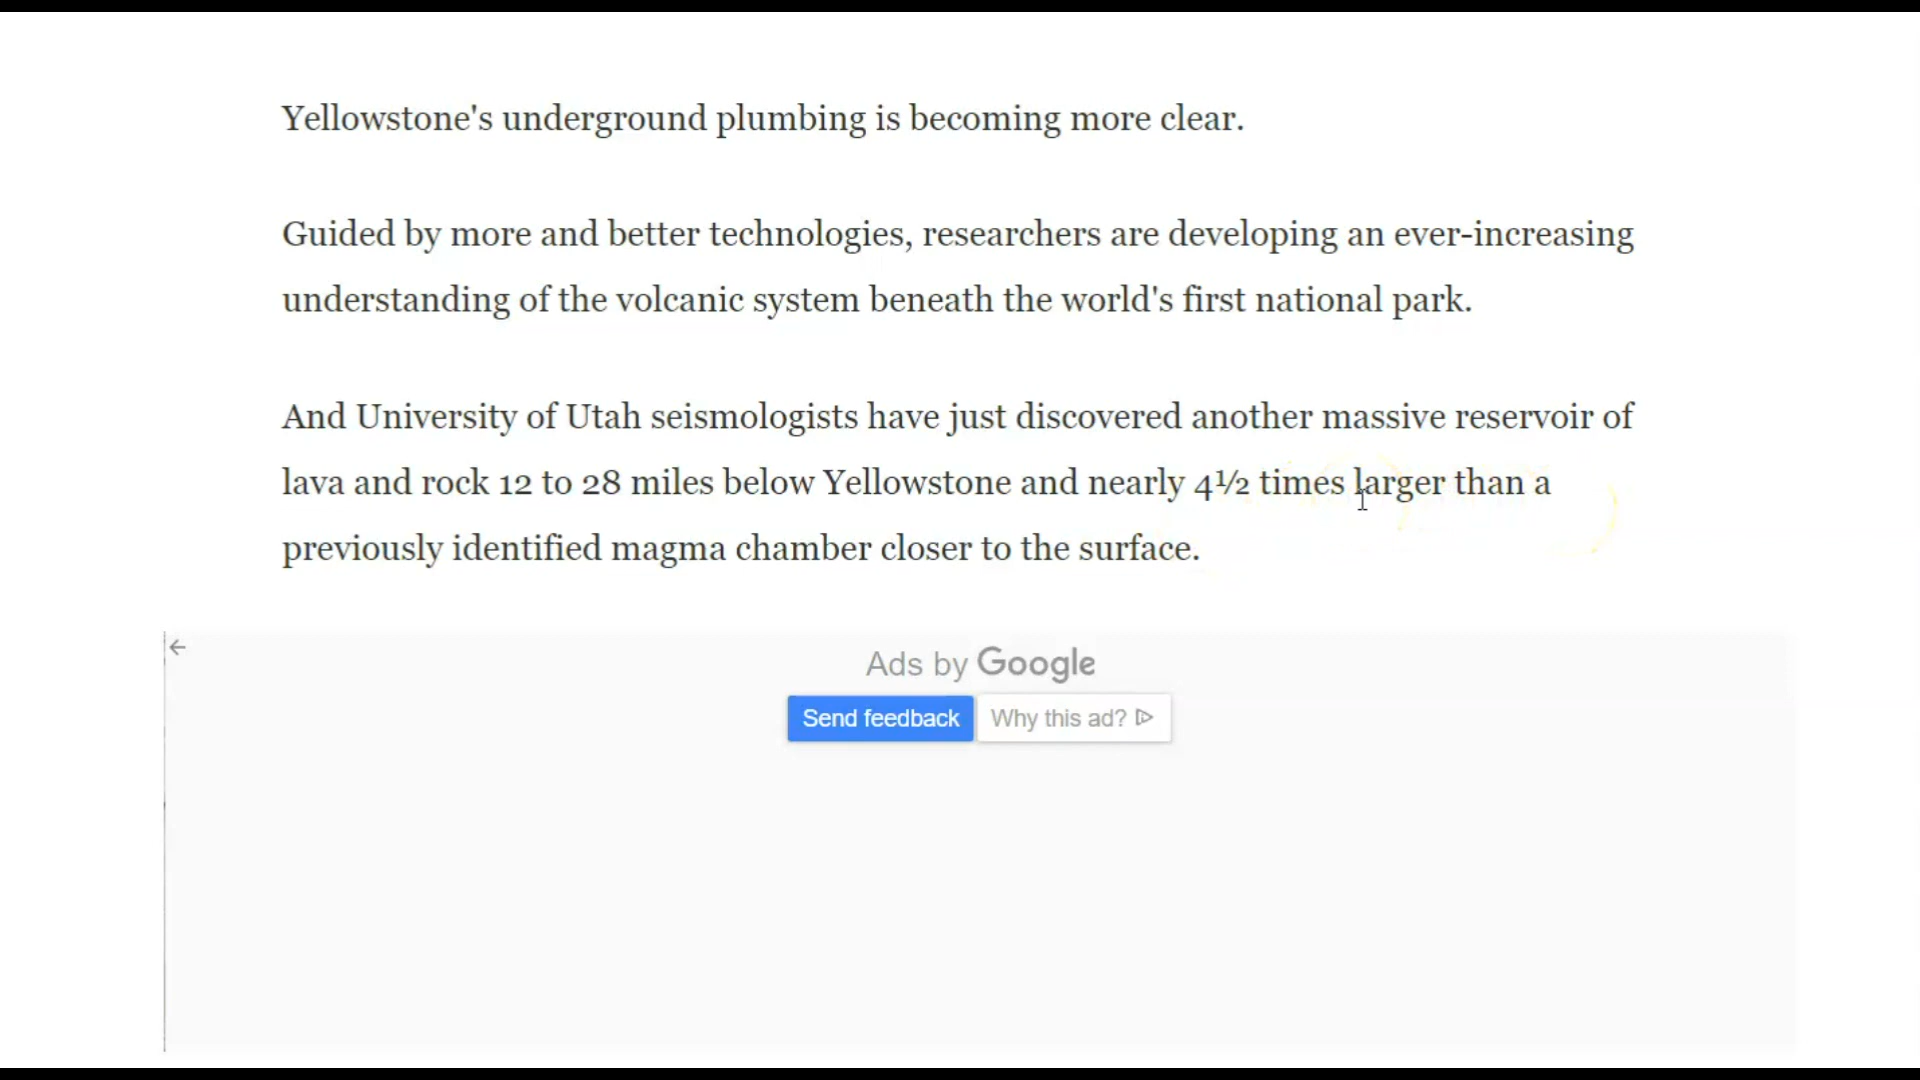 Yellowstone's underground plumbing is becoming more clear.
Guided by more and better technologies, researchers are developing an ever-increasing
understanding of the volcanic system beneath the world's first national park.
And University of Utah seismologists have just discovered another massive reservoir of
lava and rock 12 to 28 miles below Yellowstone and nearly 4½ times larger than a
previously identified magma chamber closer to the surface.
Ads by Google
Send feedback Why this ad?